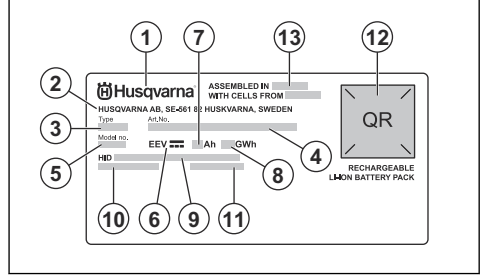 1
7
13
12
2
Husqvarna
ASSEMBLED IN
WITH CELLS FROM
HUSQVARNA AB, SE-561 82 HUSKVARNA, SWEDEN
3
Type
Art.No.
QR
Model no.
4
5
EEV Ah GWh
8
RECHARGEABLE
LI-ION BATTERY PACK
HID
10
6
9
11